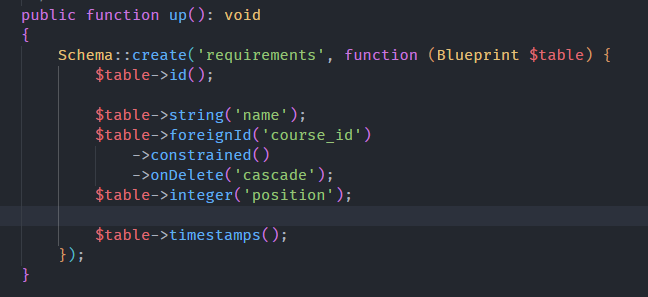 public function up(): void
{
    Schema::create('requirements', function (Blueprint $table) {
        $table->id();

        $table->string('name');
        $table->foreignId('course_id')
            ->constrained()
            ->onDelete('cascade');
        $table->integer('position');

        $table->timestamps();
    });
}